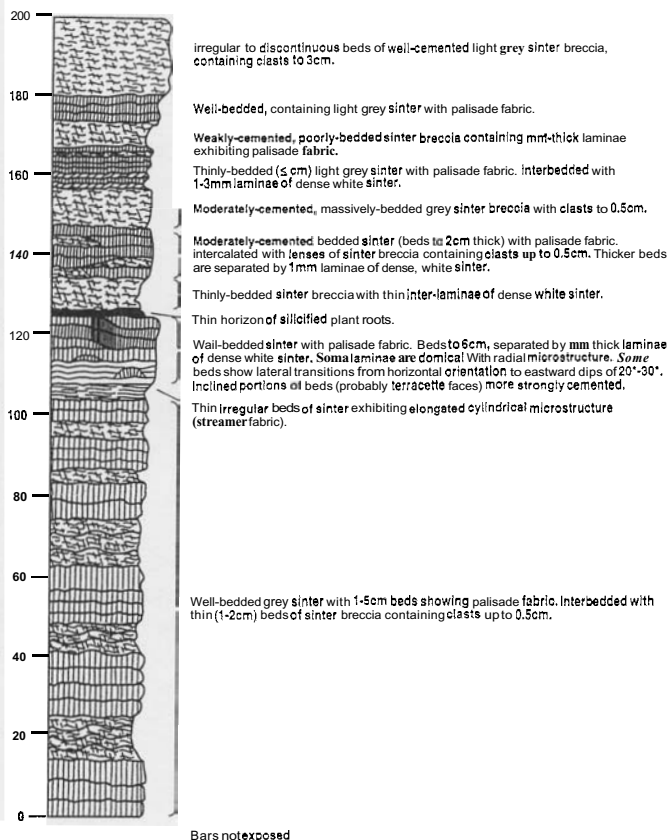 200
irregular to discontinuous beds of well-cemented light grey sinter breccia,
containing clasts to 3cm.
180
Well-bedded, containing light grey sinter with palisade fabric.
Weakly-cemented, poorly-bedded sinter breccia containing mm-thick laminae
exhibiting palisade fabric.
160
Thinly-bedded (≤ cm) light grey sinter with palisade fabric. Interbedded with
1-3mm laminae of dense white sinter.
Moderately-cemented, massively-bedded grey sinter breccia with clasts to 0.5cm.
140
Moderately-cemented bedded sinter (beds to 2cm thick) with palisade fabric.
intercalated with lenses of sinter breccia containing clasts up to 0.5cm. Thicker beds
are separated by 1mm laminae of dense, white sinter.
Thinly-bedded sinter breccia with thin inter-laminae of dense white sinter.
120
Thin horizon of silicified plant roots.
Wail-bedded sinter with palisade fabric. Beds to 6cm, separated by mm thick laminae
of dense white sinter. Soma laminae are domical With radial microstructure. Some
beds show lateral transitions from horizontal orientation to eastward dips of 20°-30°.
Inclined portions of beds (probably terracette faces) more strongly cemented.
100
Thin irregular beds of sinter exhibiting elongated cylindrical microstructure
(streamer fabric).
80
60
Well-bedded grey sinter with 1-5cm beds showing palisade fabric. Interbedded with
thin (1-2cm) beds of sinter breccia containing clasts up to 0.5cm.
40
20
0
Bars not exposed